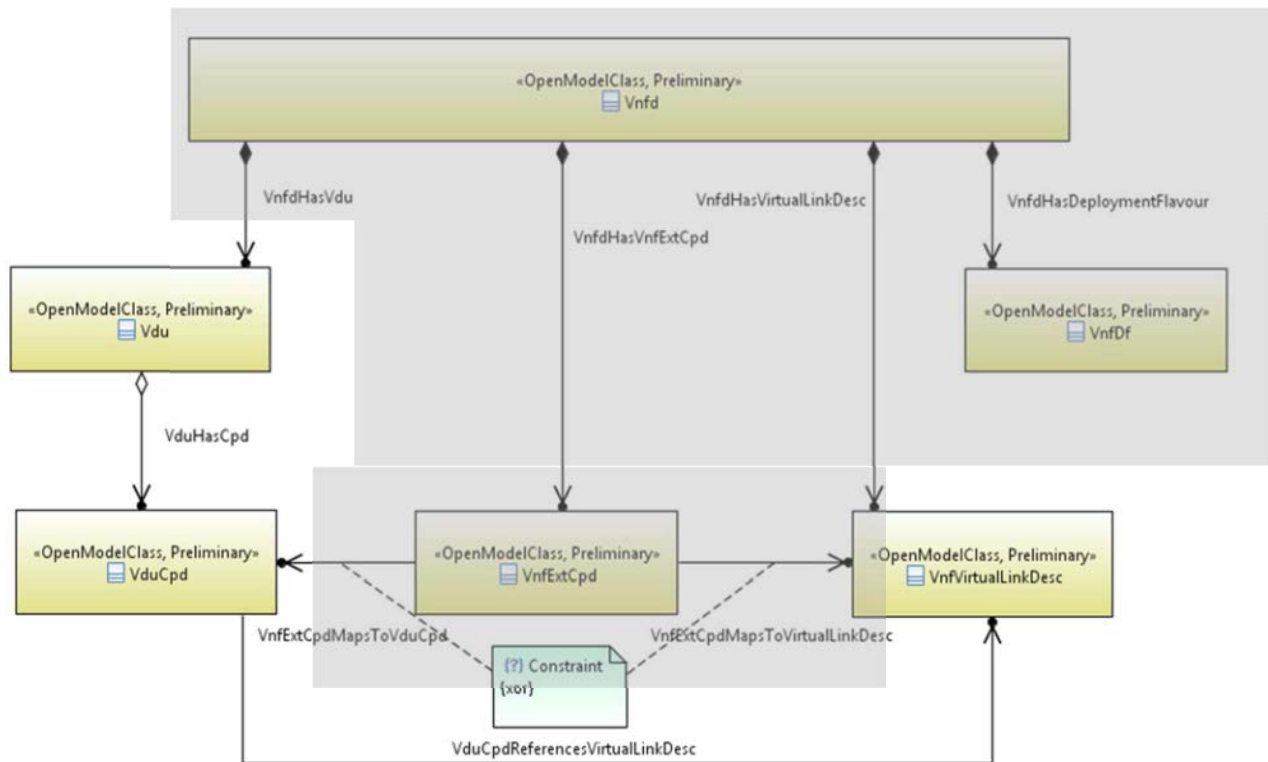 «OpenModelClass, Preliminary»
Vnfd
VnfdHasVdu
VnfdHasVnfExtCpd
VnfdHasVirtualLinkDesc
VnfdHasDeploymentFlavour
«OpenModelClass, Preliminary»
Vdu
«OpenModelClass, Preliminary»
VnfDf
VduHasCpd
«OpenModelClass, Preliminary»
VduCpd
«OpenModelClass, Preliminary»
VnfExtCpd
«OpenModelClass, Preliminary»
VnfVirtualLinkDesc
VnfExtCpdMapsToVduCpd
VnfExtCpdMapsToVirtualLinkDesc
{?} Constraint
{xor}
VduCpdReferencesVirtualLinkDesc